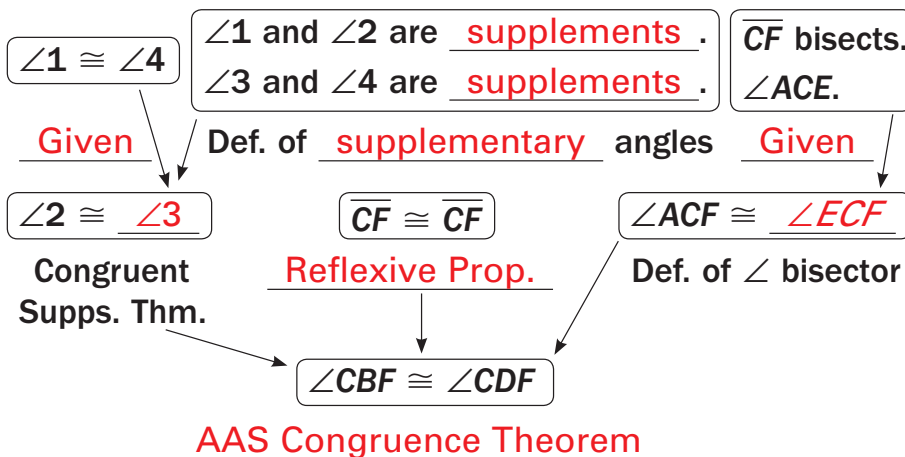 ∠1 ≅ ∠4
∠1 and ∠2 are supplements.
∠3 and ∠4 are supplements.
CF bisects.
∠ACE.
Given
Def. of supplementary angles
Given
∠2 ≅ ∠3
CF ≅ CF
∠ACF ≅ ∠ECF
Congruent
Supps. Thm.
Reflexive Prop.
Def. of ∠ bisector
∠CBF ≅ ∠CDF
AAS Congruence Theorem